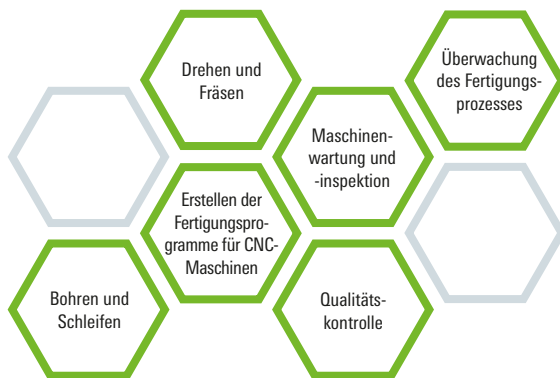 Drehen und
Fräsen
Überwachung
des Fertigungs-
prozesses
Maschinen-
wartung und
-inspektion
Erstellen der
Fertigungspro-
gramme für CNC-
Maschinen
Bohren und
Schleifen
Qualitäts-
kontrolle